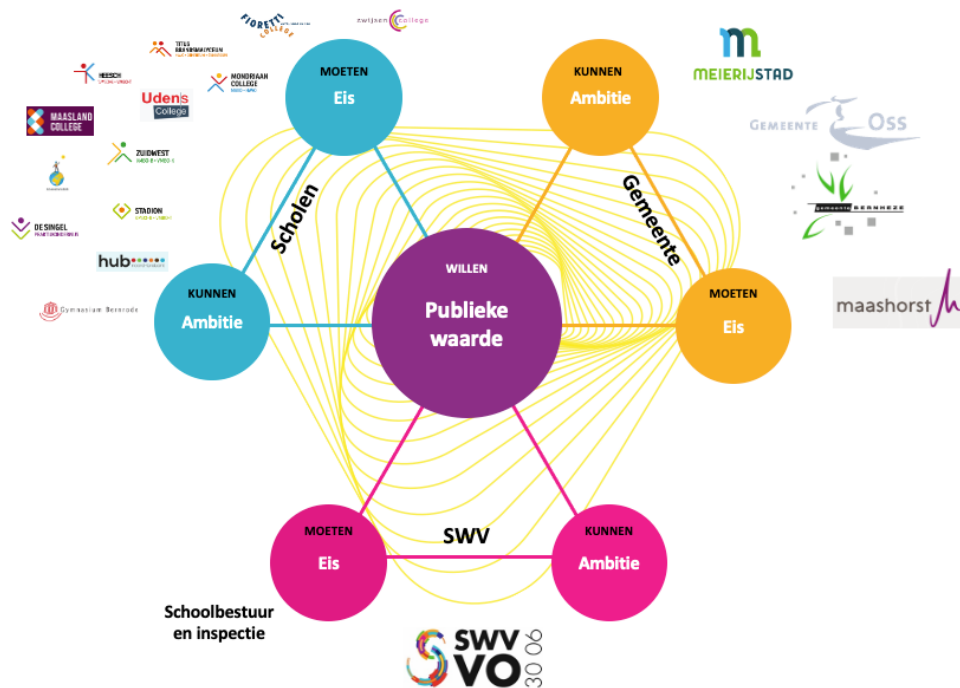 FIORETTI
COLLEGE
zwijsen college
TITUS
BRANDSMALYCEUM
HEESCH
MONDRIAAN
COLLEGE
Udens
College
MAASLAND
COLLEGE
ZUIDWEST
STADION
DE SINGEL
hub
Gymnasium Bernrode
MOETEN
Eis
KUNNEN
Ambitie
MEIERIJSTAD
GEMEENTE OSS
gemeente BERNHEZE
maashorst
Scholen
Gemeente
WILLEN
Publieke
waarde
KUNNEN
Ambitie
MOETEN
Eis
MOETEN
Eis
SWV
KUNNEN
Ambitie
Schoolbestuur
en inspectie
SWV
VO
30 06